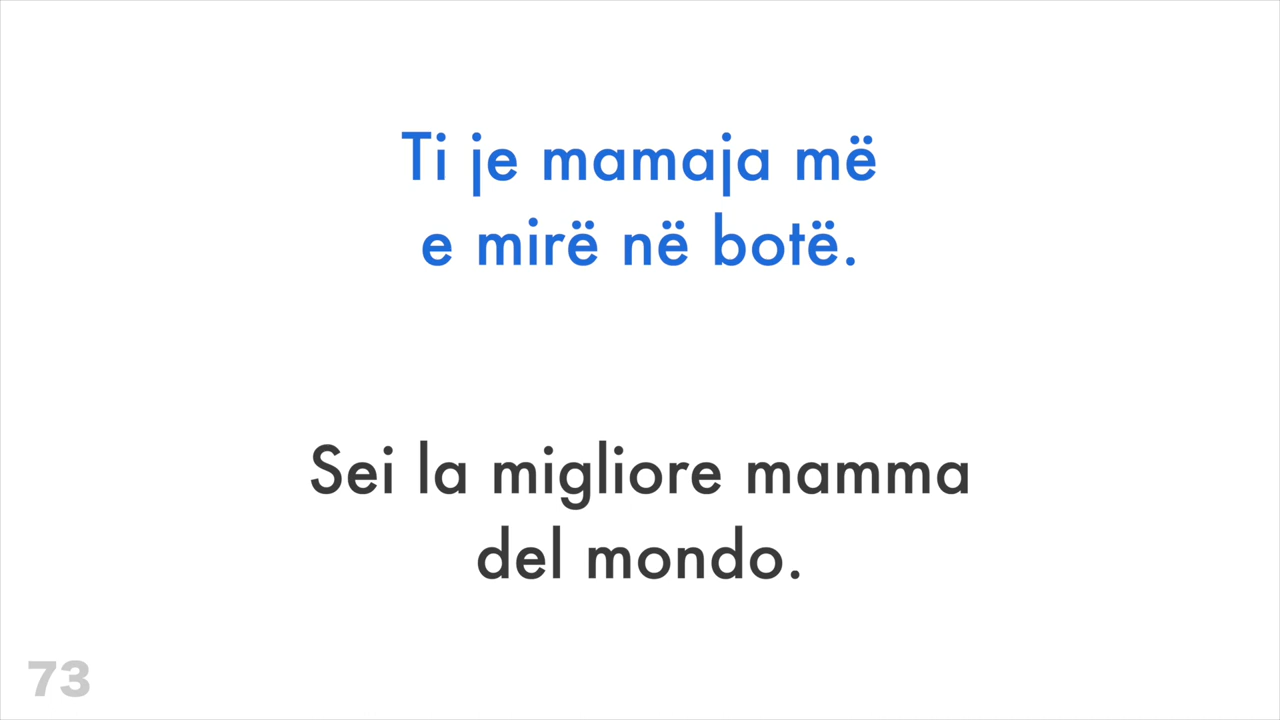 Ti je mamaja më
e mirë në botë.
Sei la migliore mamma
del mondo.
73